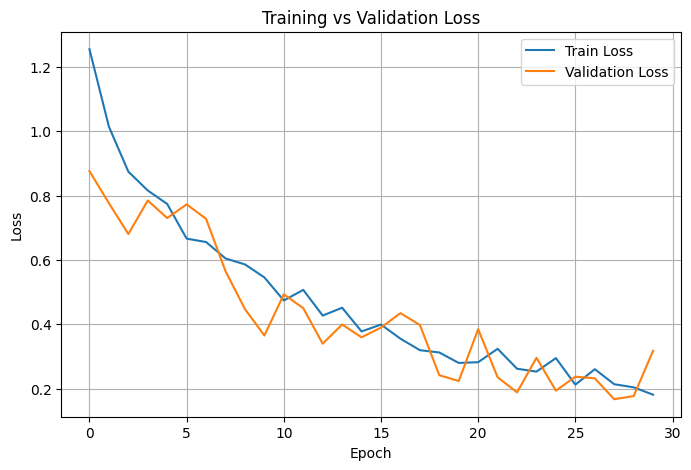 Training vs Validation Loss
Train Loss
Validation Loss
1.2
1.0
0.8
0.6
0.4
0.2
Loss
0 5 10 15 20 25 30
Epoch